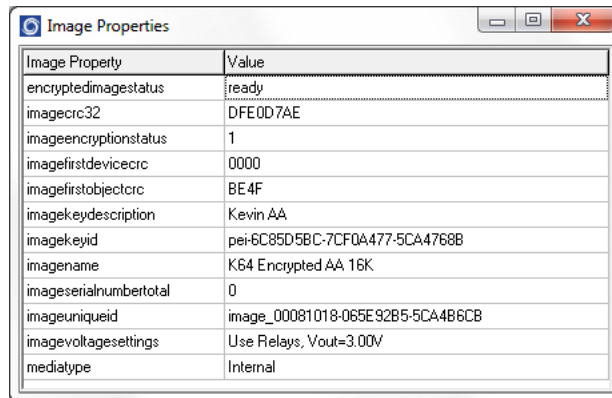 Image Properties
Image Property Value
encryptedimagestatus ready
imagecrc32 DFE0D7AE
imageencryptionstatus 1
imagefirstdevicecrc 0000
imagefirstobjectcrc BE4F
imagekeydescription Kevin AA
imagekeyid pei-6C85D5BC-7CF0A477-5CA4768B
imagename K64 Encrypted AA 16K
imageserialnumbertotal 0
imageuniqueid image_00081018-065E92B5-5CA4B6CB
imagevoltagesettings Use Relays, Vout=3.00V
mediatype Internal